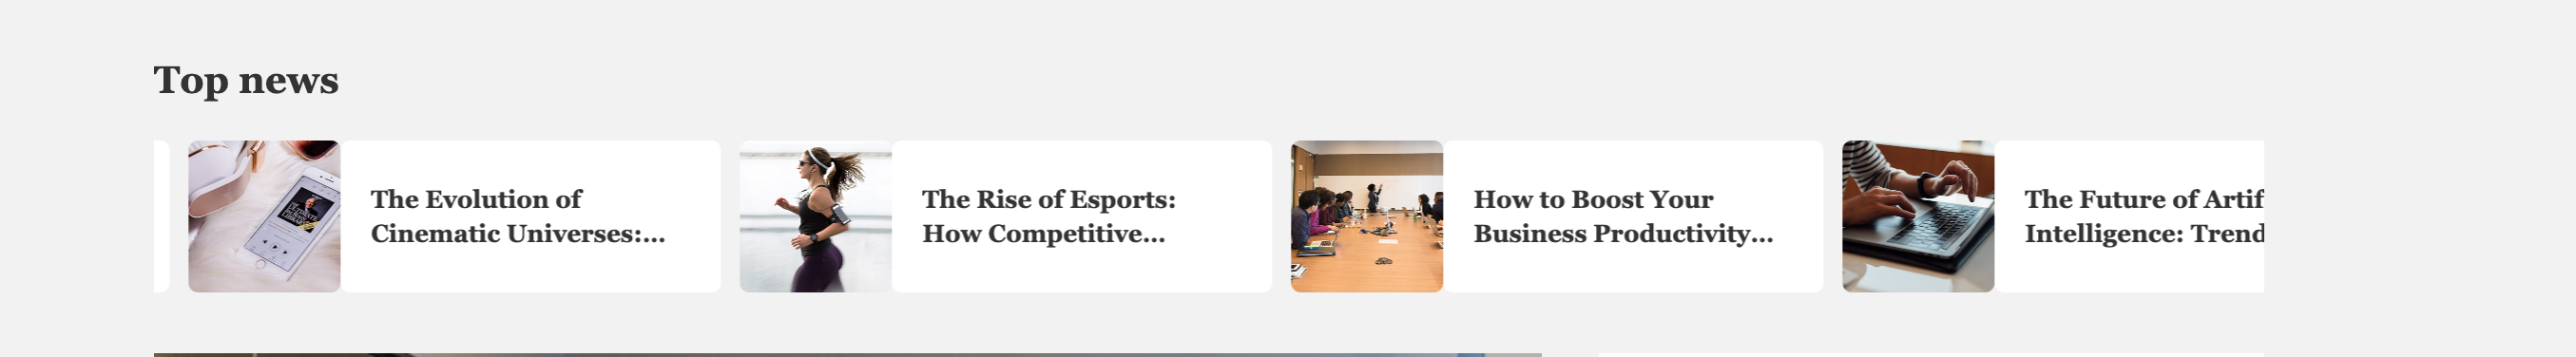 Top news
The Evolution of
Cinematic Universes:...
The Rise of Esports:
How Competitive...
How to Boost Your
Business Productivity...
The Future of Artif
Intelligence: Trend